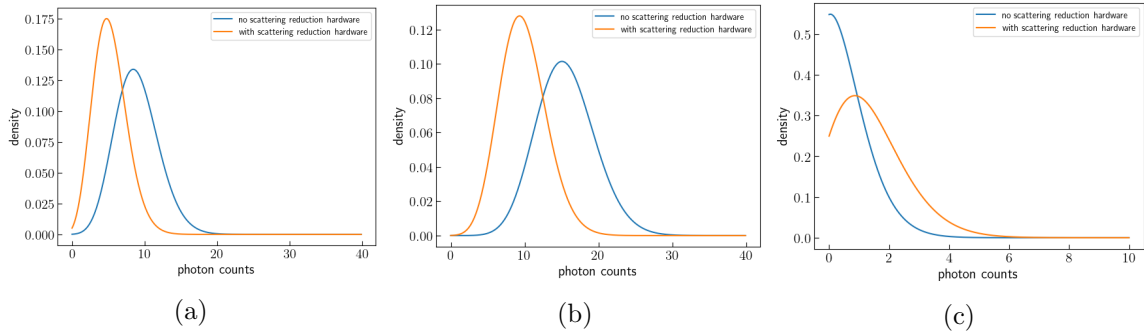 0.175
0.150
0.125
0.100
0.075
0.050
0.025
0.000
density
0 10 20 30 40
photon counts
no scattering reduction hardware
with scattering reduction hardware
(a)
0.12
0.10
0.08
0.06
0.04
0.02
0.00
density
0 10 20 30 40
photon counts
no scattering reduction hardware
with scattering reduction hardware
(b)
0.5
0.4
0.3
0.2
0.1
0.0
density
0 2 4 6 8 10
photon counts
no scattering reduction hardware
with scattering reduction hardware
(c)